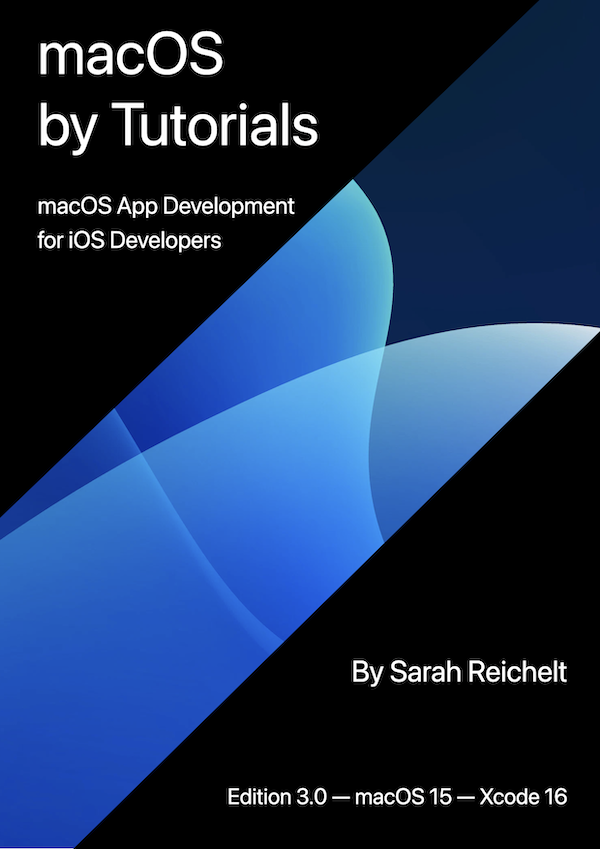 macOS
by Tutorials
macOS App Development
for iOS Developers
By Sarah Reichelt
Edition 3.0 — macOS 15 — Xcode 16